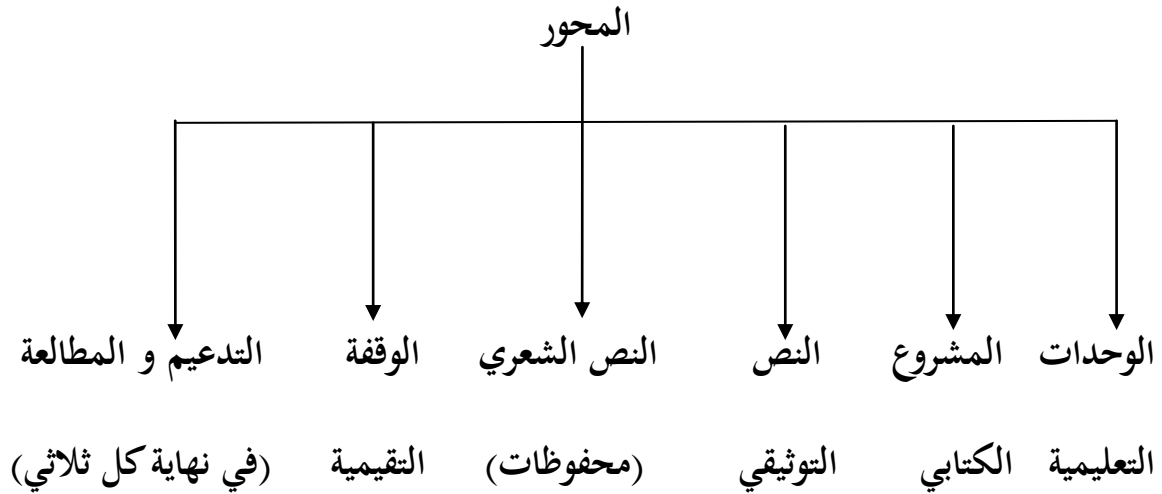 المحور
الوحدات
التعليمية
المشروع
الكتابي
النص
التوثيقي
النص الشعري
(محفوظات)
الوقفة
التقيمية
التدعيم و المطالعة
(في نهاية كل ثلاثي)